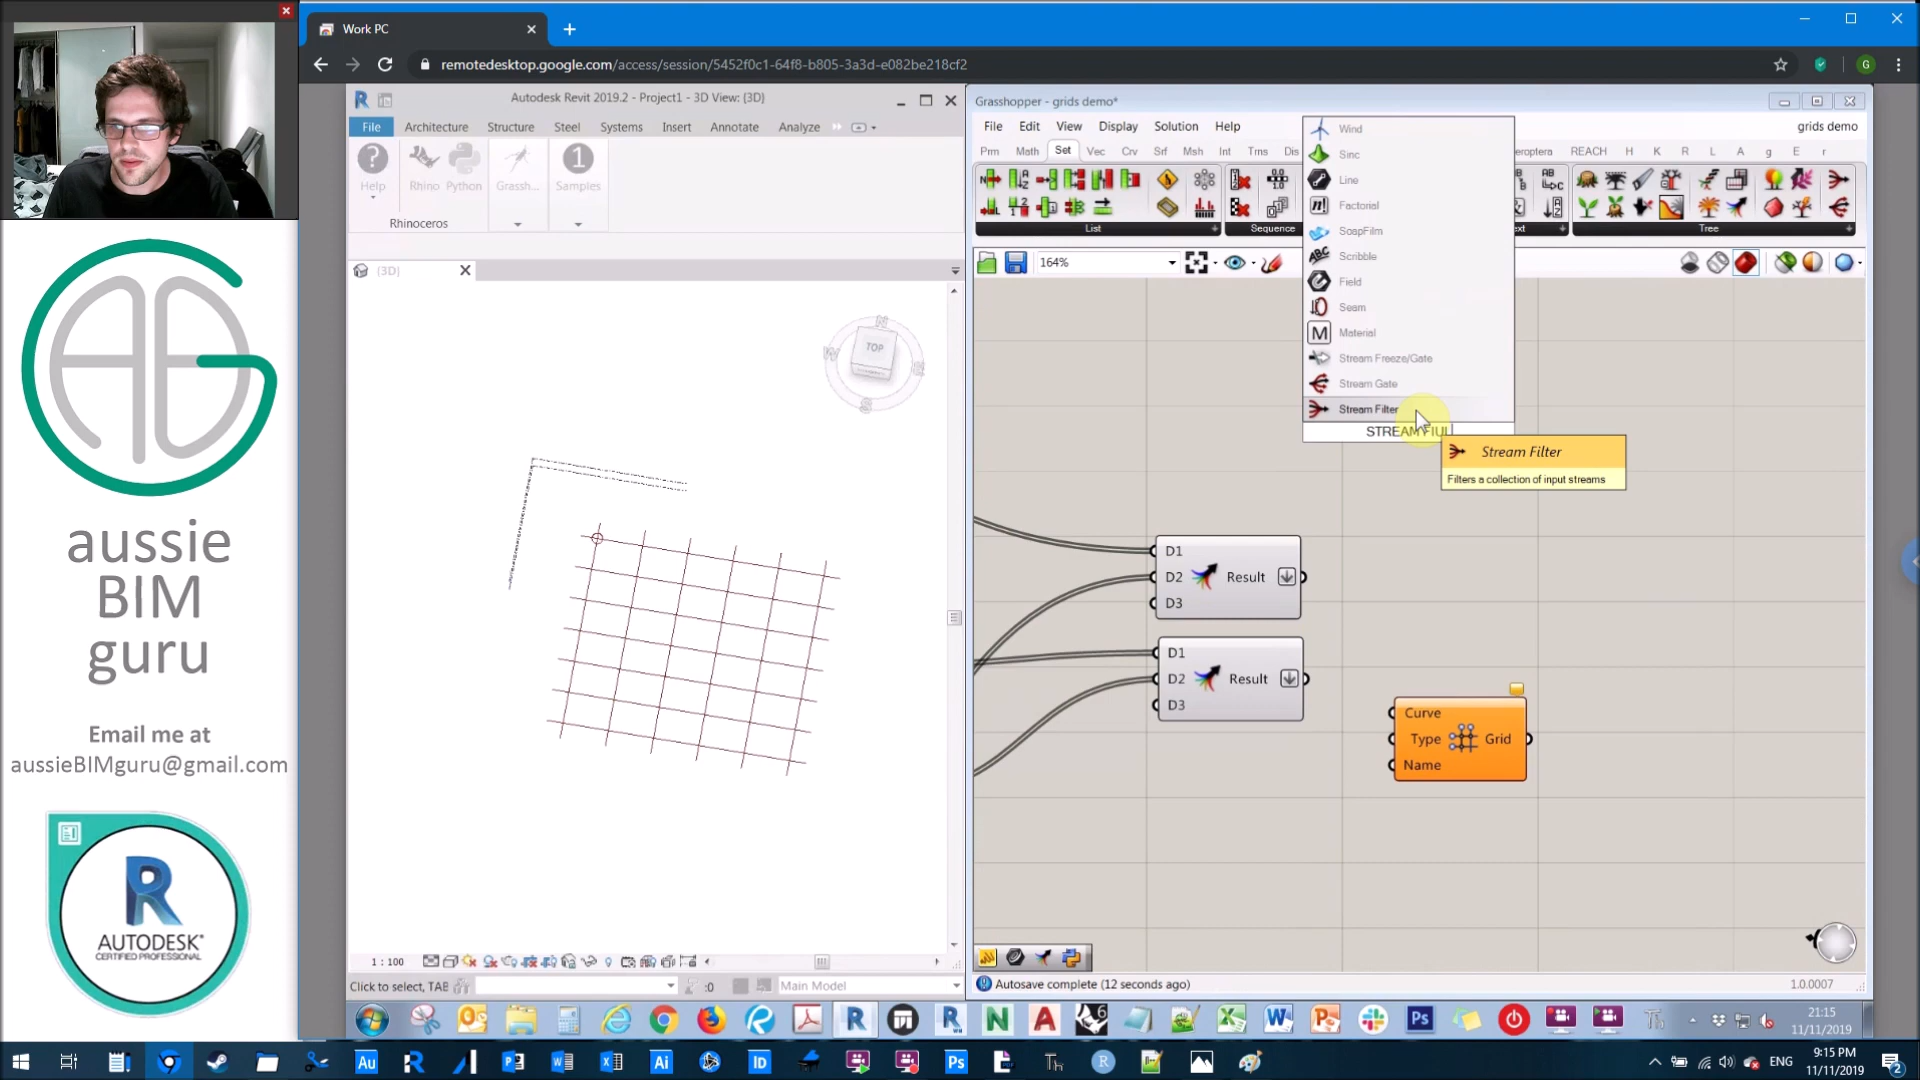 Work PC
remotedesktop.google.com/access/session/5452f0c1-64f8-b805-3a3d-e082be218cf2
G
aussie
BIM
guru
Email me at
aussieBIMguru@gmail.com
R
AUTODESK
CERTIFIED PROFESSIONAL
Autodesk Revit 2019.2 - Project1 - 3D View: {3D}
File Architecture Structure Steel Systems Insert Annotate Analyze
Help Rhino Python Grassh... Samples
Rhinoceros
{3D}
TOP
1 : 100
Click to select, TAB
:0
Main Model
Grasshopper - grids demo*
File Edit View Display Solution Help
grids demo
Prm Math Set Vec Crv Srf Msh Int Trns Dis
REACH H K R L A g E r
List
Sequence
Tree
164%
Wind
Sinc
Line
Factorial
SoapFilm
Scribble
Field
Seam
Material
Stream Freeze/Gate
Stream Gate
Stream Filter
Stream Filter
Filters a collection of input streams
D1
D2 Result
D3
D1
D2 Result
D3
Curve
Type Grid
Name
Autosave complete (12 seconds ago)
1.0.0007
21:15
11/11/2019
ENG
9:15 PM
11/11/2019
2